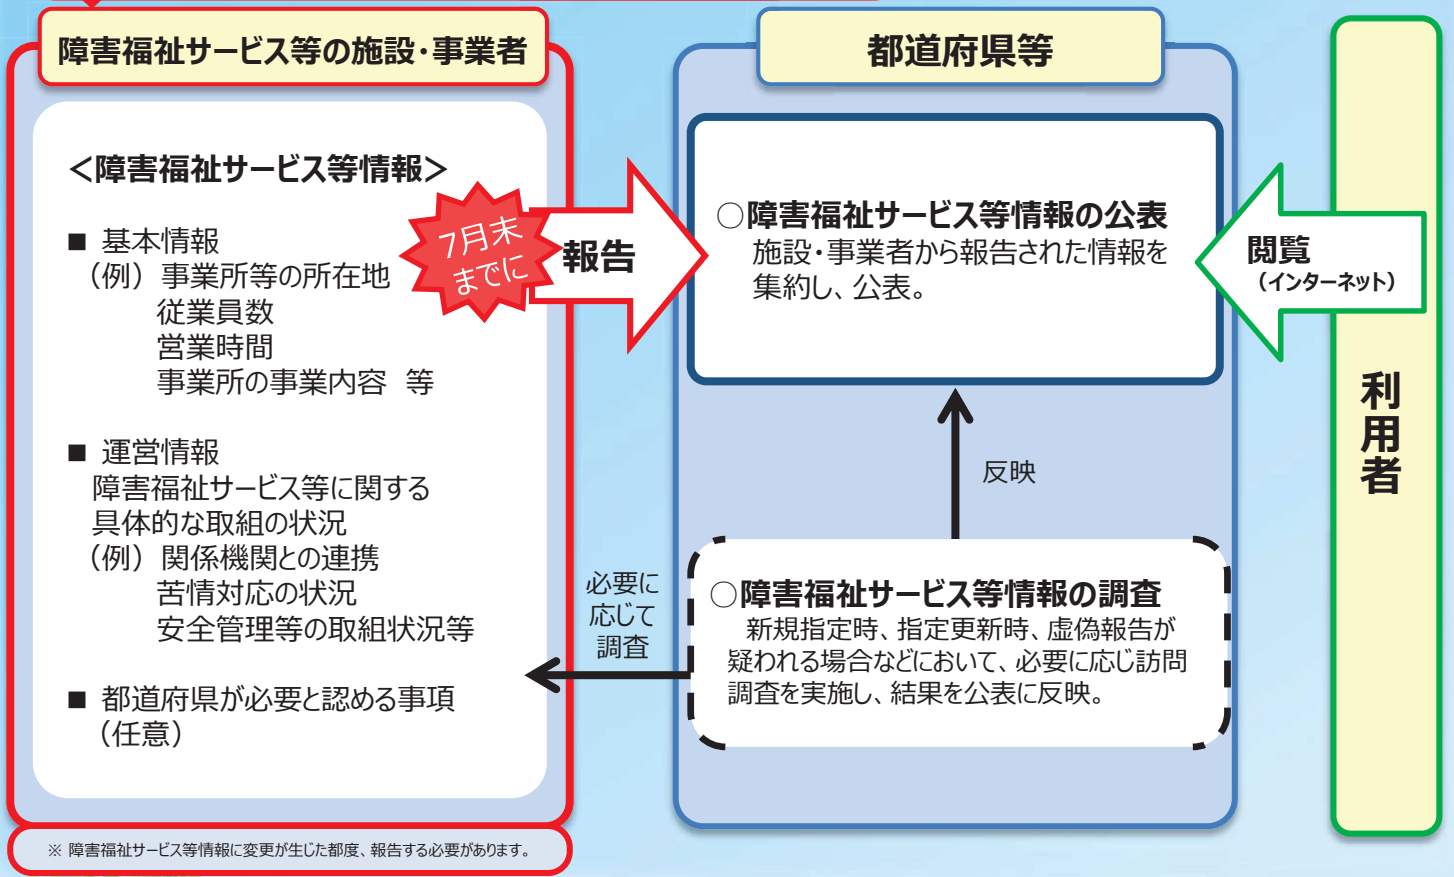 障害福祉サービス等の施設・事業者
＜障害福祉サービス等情報＞
■ 基本情報
（例）事業所等の所在地
従業員数
営業時間
事業所の事業内容　等
■ 運営情報
障害福祉サービス等に関する
具体的な取組の状況
（例）関係機関との連携
苦情対応の状況
安全管理等の取組状況等
■ 都道府県が必要と認める事項
（任意）
※ 障害福祉サービス等情報に変更が生じた都度、報告する必要があります。
7月末
までに
報告
必要に
応じて
調査
都道府県等
○障害福祉サービス等情報の公表
施設・事業者から報告された情報を
集約し、公表。
反映
○障害福祉サービス等情報の調査
新規指定時、指定更新時、虚偽報告が
疑われる場合などにおいて、必要に応じ訪問
調査を実施し、結果を公表に反映。
閲覧
（インターネット）
利用者